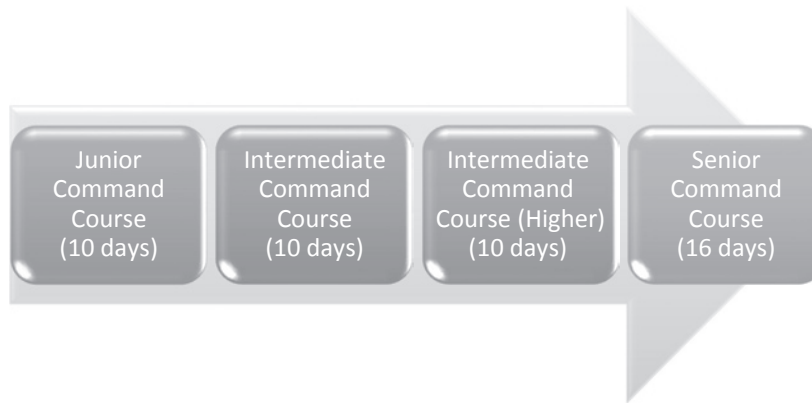 Junior
Command
Course
(10 days)
Intermediate
Command
Course
(10 days)
Intermediate
Command
Course (Higher)
(10 days)
Senior
Command
Course
(16 days)